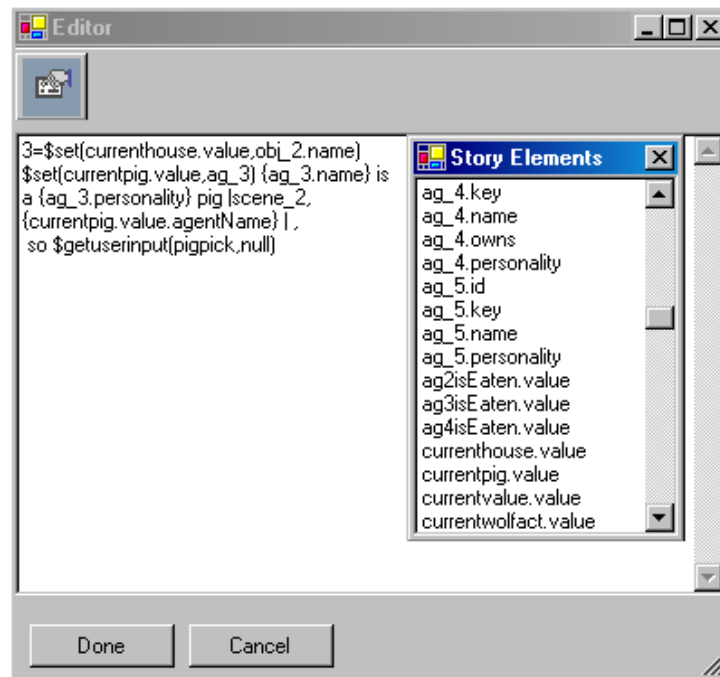 Editor
3=$set(currenthouse.value,obj_2.name)
$set(currentpig.value,ag_3) {ag_3.name} is
a {ag_3.personality} pig |scene_2,
{currentpig.value.agentName} | ,
so $getuserinput(pigpick,null)
Story Elements
ag_4.key
ag_4.name
ag_4.owns
ag_4.personality
ag_5.id
ag_5.key
ag_5.name
ag_5.personality
ag2isEaten.value
ag3isEaten.value
ag4isEaten.value
currenthouse.value
currentpig.value
currentvalue.value
currentwolfact.value
Done
Cancel